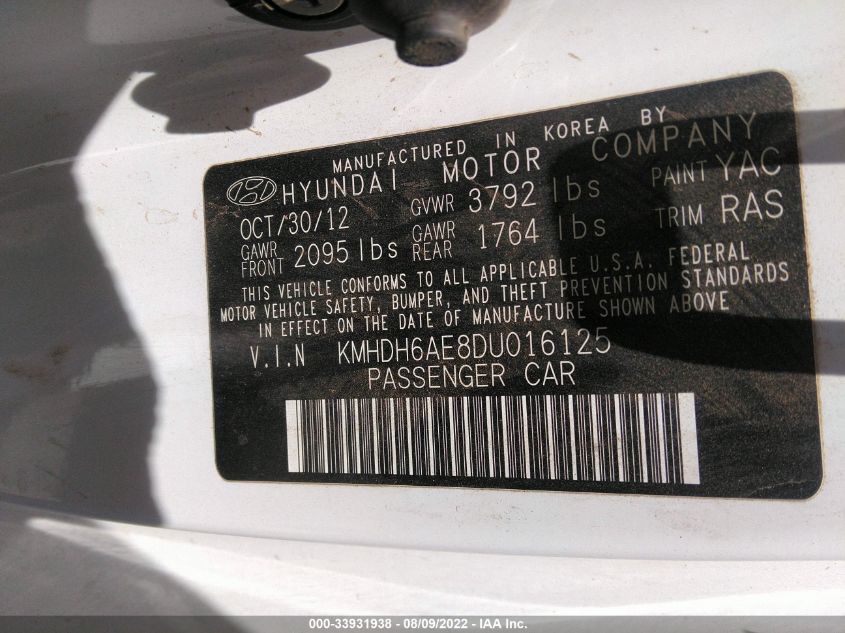 MANUFACTURED IN KOREA BY
HYUNDAI MOTOR COMPANY
OCT/30/12 GVWR 3792 lbs PAINT YAC
GAWR FRONT 2095 lbs GAWR REAR 1764 lbs TRIM RAS
THIS VEHICLE CONFORMS TO ALL APPLICABLE U.S.A. FEDERAL
MOTOR VEHICLE SAFETY, BUMPER, AND THEFT PREVENTION STANDARDS
IN EFFECT ON THE DATE OF MANUFACTURE SHOWN ABOVE
V.I.N KMHDH6AE8DU016125
PASSENGER CAR
000-33931938 - 08/09/2022 - IAA Inc.